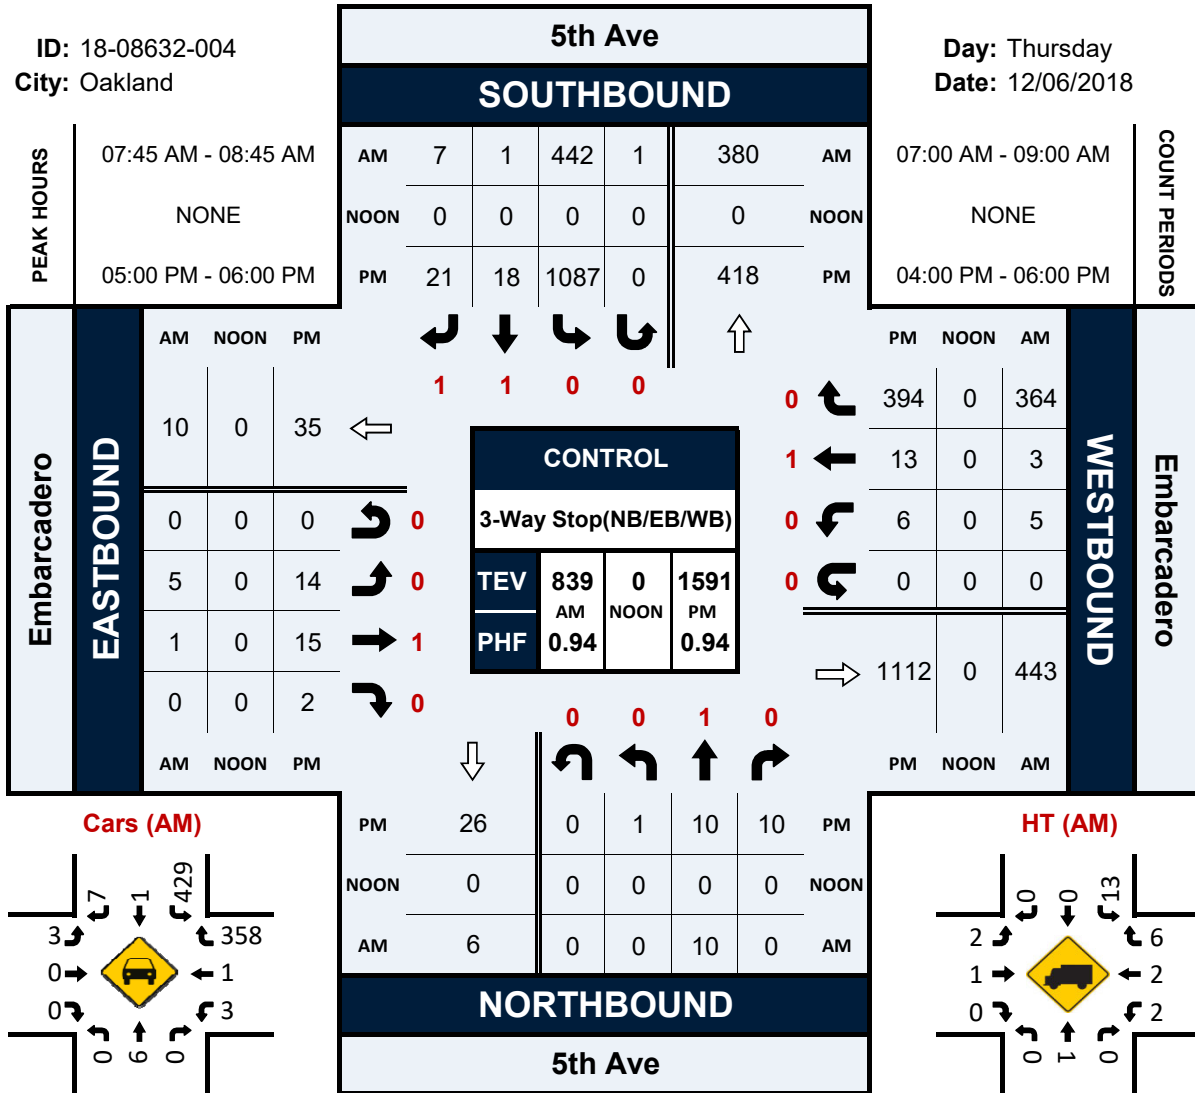 5th Ave
ID: 18-08632-004
City: Oakland
Day: Thursday
Date: 12/06/2018
SOUTHBOUND
PEAK HOURS
07:45 AM - 08:45 AM
NONE
05:00 PM - 06:00 PM
AM 7 1 442 1 380 AM
NOON 0 0 0 0 0 NOON
PM 21 18 1087 0 418 PM
07:00 AM - 09:00 AM
NONE
04:00 PM - 06:00 PM
COUNT PERIODS
1 1 0 0
Embarcadero
EASTBOUND
AM NOON PM
10 0 35
0 0 0 0
5 0 14 0
1 0 15 1
0 0 2 0
AM NOON PM
CONTROL
3-Way Stop(NB/EB/WB)
TEV 839 0 1591
AM NOON PM
PHF 0.94 0.94
PM NOON AM
0 394 0 364
1 13 0 3
0 6 0 5
0 0 0 0
1112 0 443
PM NOON AM
WESTBOUND
Embarcadero
0 0 1 0
PM 26 0 1 10 10 PM
NOON 0 0 0 0 0 NOON
AM 6 0 0 10 0 AM
NORTHBOUND
5th Ave
Cars (AM)
7 1 429
3 358
0 1
0 3
0 9 0
HT (AM)
0 0 13
2 6
1 2
0 2
0 1 0